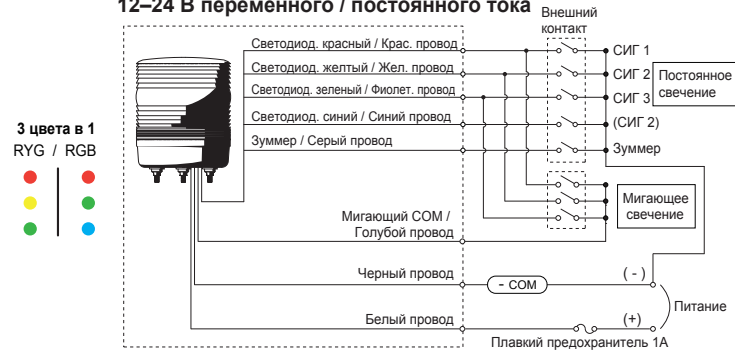 12–24 В переменного / постоянного тока
Внешний
контакт
Светодиод. красный / Крас. провод
СИГ 1
Светодиод. желтый / Жел. провод
СИГ 2
Светодиод. зеленый / Фиолет. провод
СИГ 3
Постоянное
свечение
Светодиод. синий / Синий провод
(СИГ 2)
Зуммер / Серый провод
Зуммер
3 цвета в 1
RYG / RGB
Мигающее
свечение
Мигающий COM /
Голубой провод
Черный провод
- COM
( - )
Питание
Белый провод
(+)
Плавкий предохранитель 1А